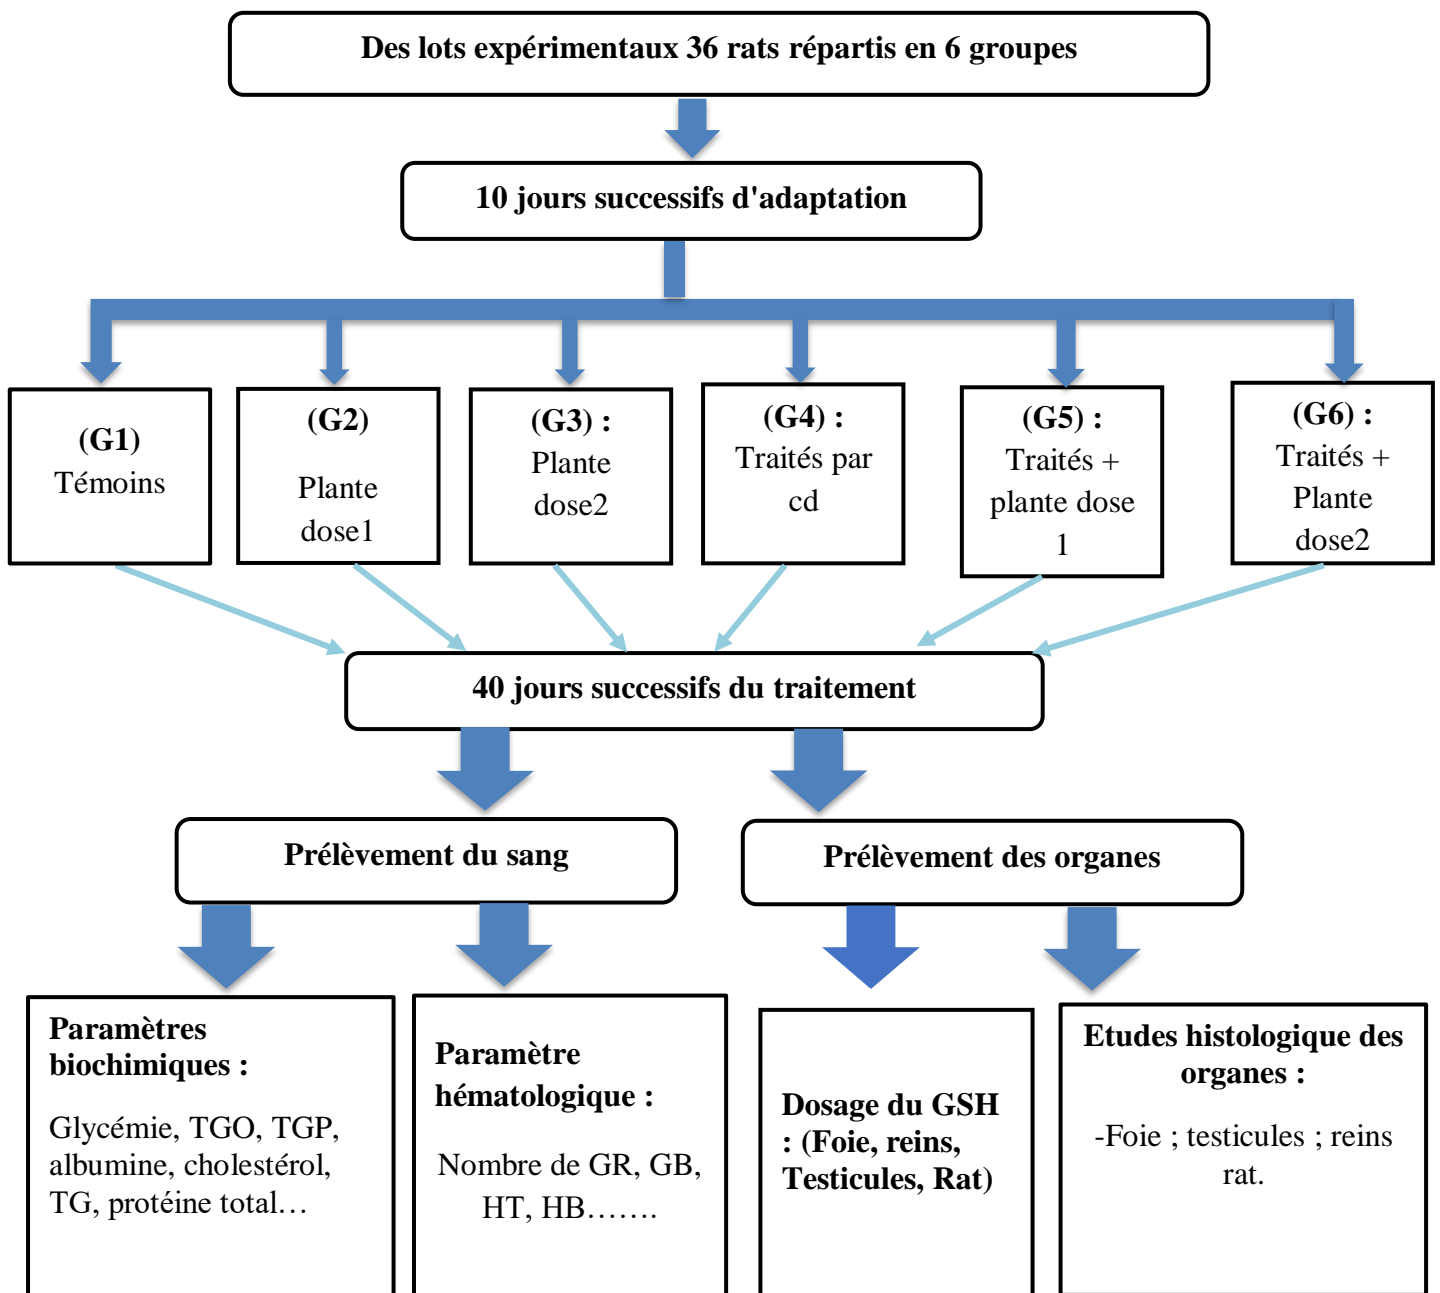 Des lots expérimentaux 36 rats répartis en 6 groupes
10 jours successifs d'adaptation
(G1)
Témoins
(G2)
Plante
dose1
(G3) :
Plante
dose2
(G4) :
Traités par
cd
(G5) :
Traités +
plante dose
1
(G6) :
Traités +
Plante
dose2
40 jours successifs du traitement
Prélèvement du sang
Prélèvement des organes
Paramètres
biochimiques :
Glycémie, TGO, TGP,
albumine, cholestérol,
TG, protéine total…
Paramètre
hématologique :
Nombre de GR, GB,
HT, HB…….
Dosage du GSH
: (Foie, reins,
Testicules, Rat)
Etudes histologique des
organes :
-Foie ; testicules ; reins
rat.